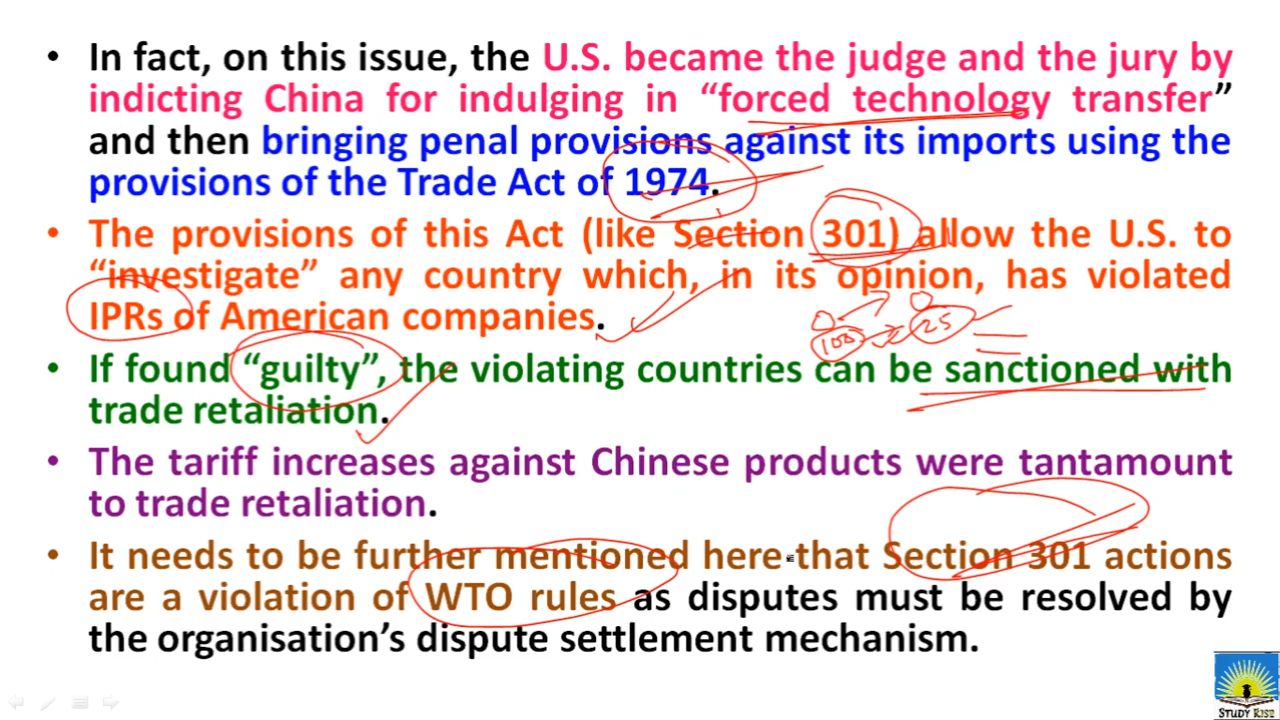 • In fact, on this issue, the U.S. became the judge and the jury by
indicting China for indulging in “forced technology transfer”
and then bringing penal provisions against its imports using the
provisions of the Trade Act of 1974.
• The provisions of this Act (like Section 301) allow the U.S. to
“investigate” any country which, in its opinion, has violated
IPRs of American companies.
100 25
• If found “guilty”, the violating countries can be sanctioned with
trade retaliation.
• The tariff increases against Chinese products were tantamount
to trade retaliation.
• It needs to be further mentioned here that Section 301 actions
are a violation of WTO rules as disputes must be resolved by
the organisation’s dispute settlement mechanism.
STUDY RISE